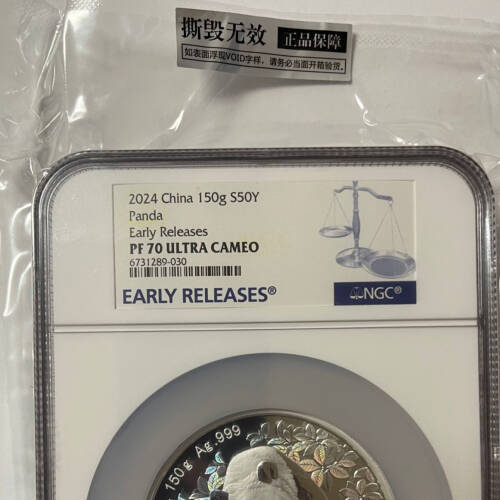 撕毁无效 正品保障
如表面浮现VOID字样，请务必当面开箱验货。
2024 China 150g S50Y
Panda
Early Releases
PF 70 ULTRA CAMEO
6731289-030
EARLY RELEASES®
NGC®
150g Ag.999